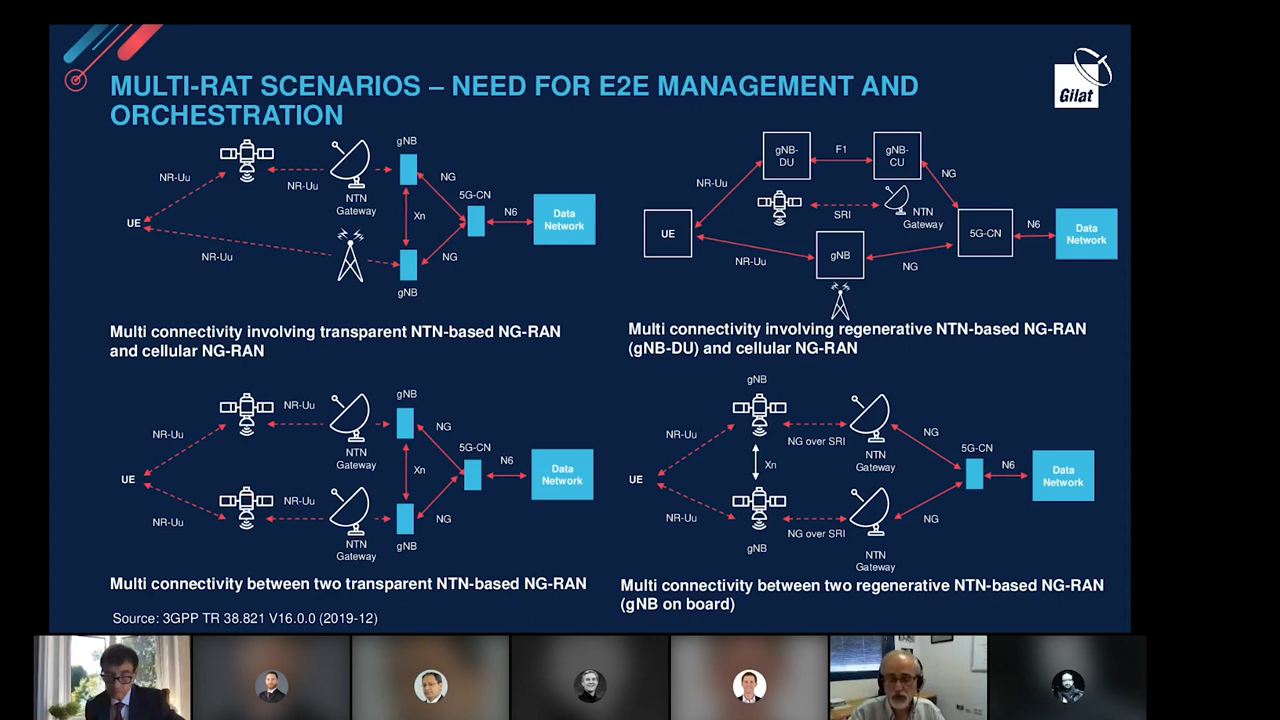 MULTI-RAT SCENARIOS – NEED FOR E2E MANAGEMENT AND
ORCHESTRATION
Gilat
gNB
NR-Uu
NR-Uu
NTN
Gateway
NG
5G-CN
UE
Xn
N6
Data
Network
NR-Uu
NG
gNB
Multi connectivity involving transparent NTN-based NG-RAN
and cellular NG-RAN
gNB-
DU
F1
gNB-
CU
NR-Uu
NG
SRI
NTN
Gateway
UE
5G-CN
N6
Data
Network
gNB
NR-Uu
NG
Multi connectivity involving regenerative NTN-based NG-RAN
(gNB-DU) and cellular NG-RAN
gNB
NR-Uu
NR-Uu
NG
NTN
Gateway
5G-CN
UE
Xn
N6
Data
Network
NR-Uu
NR-Uu
NG
NTN
Gateway
gNB
Multi connectivity between two transparent NTN-based NG-RAN
gNB
NR-Uu
NG over SRI
NG
NTN
Gateway
5G-CN
UE
Xn
N6
Data
Network
NR-Uu
NG over SRI
NG
gNB
NTN
Gateway
Multi connectivity between two regenerative NTN-based NG-RAN
(gNB on board)
Source: 3GPP TR 38.821 V16.0.0 (2019-12)